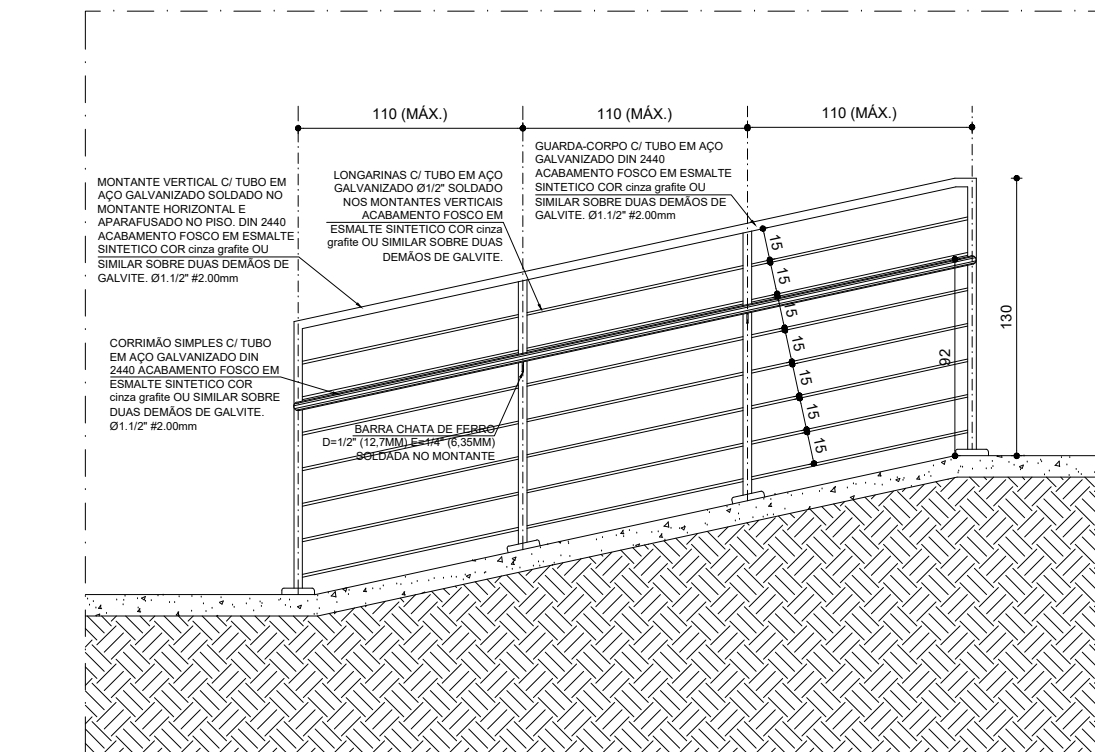 110 (MÁX.)
110 (MÁX.)
110 (MÁX.)
MONTANTE VERTICAL C/ TUBO EM
AÇO GALVANIZADO SOLDADO NO
MONTANTE HORIZONTAL E
APARAFUSADO NO PISO. DIN 2440
ACABAMENTO FOSCO EM ESMALTE
SINTETICO COR cinza grafite OU
SIMILAR SOBRE DUAS DEMÃOS DE
GALVITE. Ø1.1/2" #2.00mm
LONGARINAS C/ TUBO EM AÇO
GALVANIZADO Ø1/2" SOLDADO
NOS MONTANTES VERTICAIS
ACABAMENTO FOSCO EM
ESMALTE SINTETICO COR cinza
grafite OU SIMILAR SOBRE DUAS
DEMÃOS DE GALVITE.
GUARDA-CORPO C/ TUBO EM AÇO
GALVANIZADO DIN 2440
ACABAMENTO FOSCO EM ESMALTE
SINTETICO COR cinza grafite OU
SIMILAR SOBRE DUAS DEMÃOS DE
GALVITE. Ø1.1/2" #2.00mm
CORRIMÃO SIMPLES C/ TUBO
EM AÇO GALVANIZADO DIN
2440 ACABAMENTO FOSCO EM
ESMALTE SINTETICO COR
cinza grafite OU SIMILAR SOBRE
DUAS DEMÃOS DE GALVITE.
Ø1.1/2" #2.00mm
BARRA CHATA DE FERRO
D=1/2" (12,7MM) E=1/4" (6,35MM)
SOLDADA NO MONTANTE
15
15
15
15
15
15
15
92
130